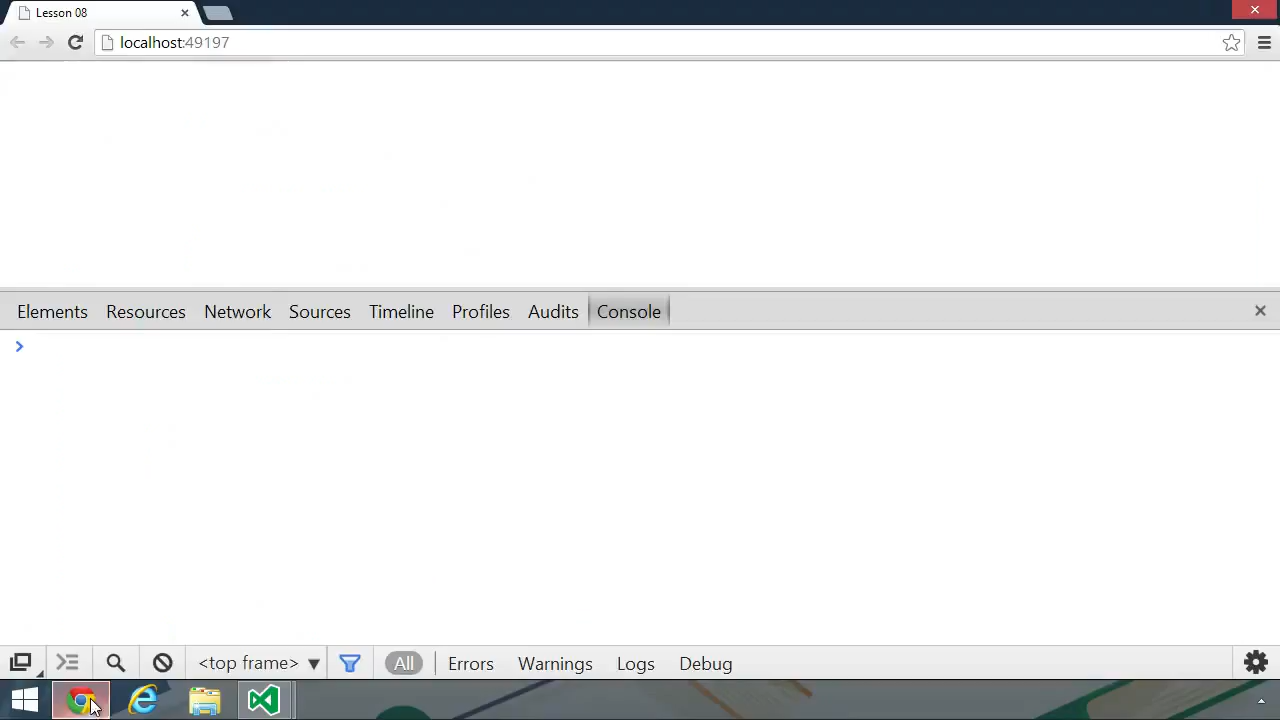 Lesson 08
localhost:49197
Elements Resources Network Sources Timeline Profiles Audits Console
<top frame> All Errors Warnings Logs Debug